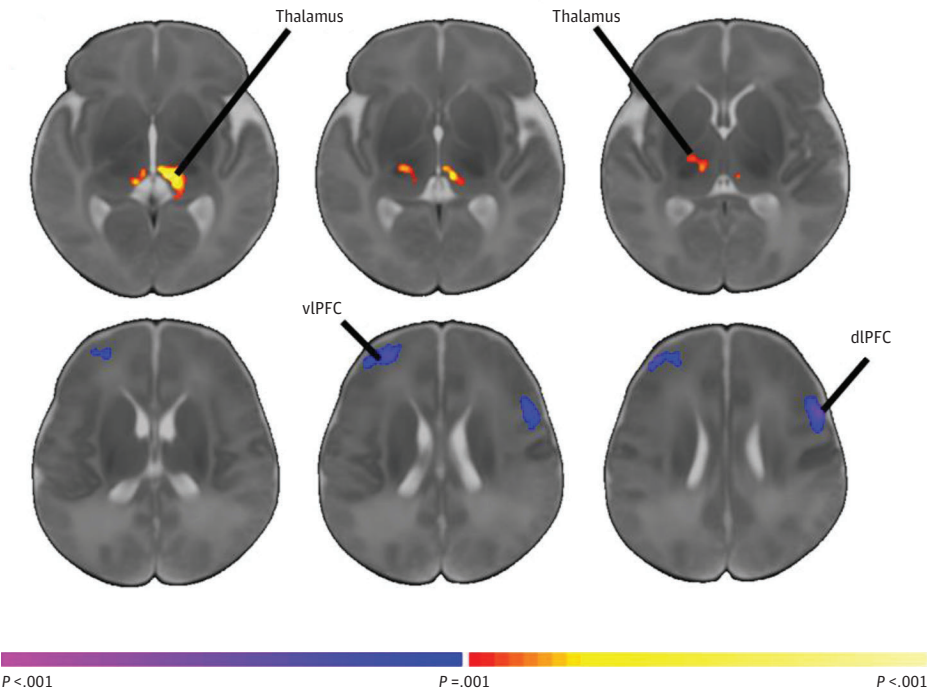 Thalamus
Thalamus
vlPFC
dlPFC
P <.001
P =.001
P <.001